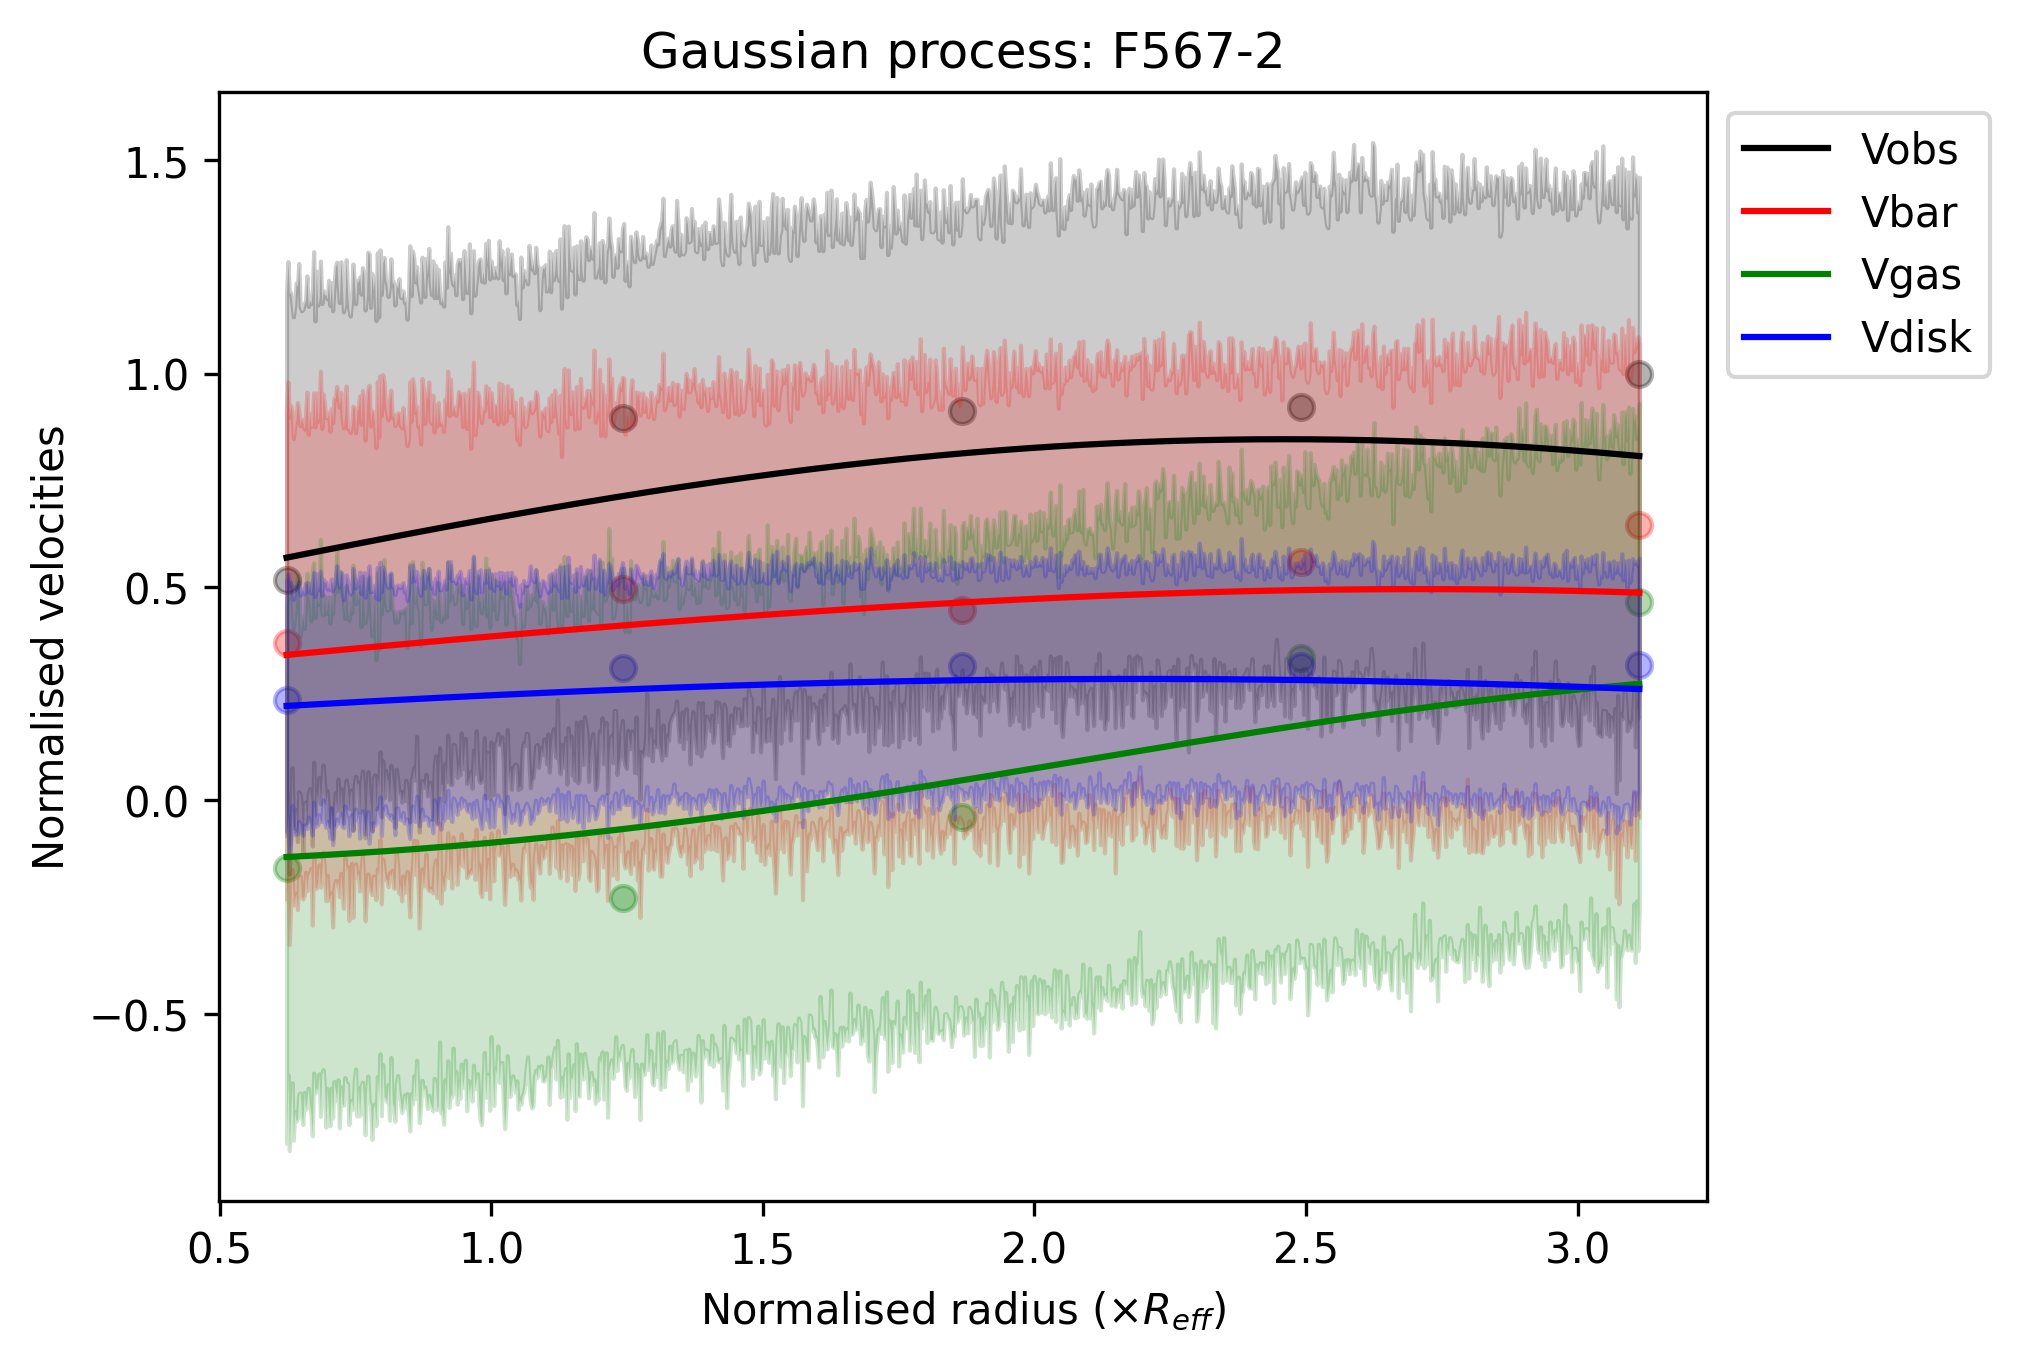 Gaussian process: F567-2
Normalised velocities
1.5
1.0
0.5
0.0
−0.5
0.5
1.0
1.5
2.0
2.5
3.0
Normalised radius (×R_eff)
Vobs
Vbar
Vgas
Vdisk